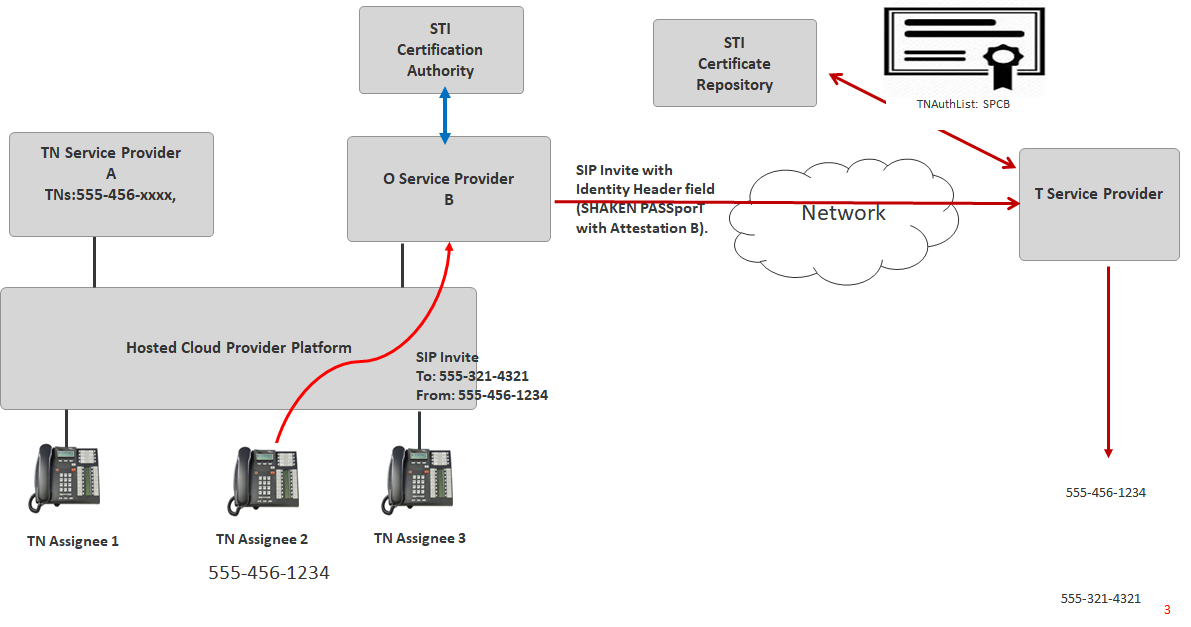 STI
Certification
Authority
STI
Certificate
Repository
TNAuthList: SPCB
TN Service Provider
A
TNs:555-456-xxxx,
O Service Provider
B
SIP Invite with
Identity Header field
(SHAKEN PASSporT
with Attestation B).
Network
T Service Provider
Hosted Cloud Provider Platform
SIP Invite
To: 555-321-4321
From: 555-456-1234
TN Assignee 1
TN Assignee 2
555-456-1234
TN Assignee 3
555-456-1234
555-321-4321
3